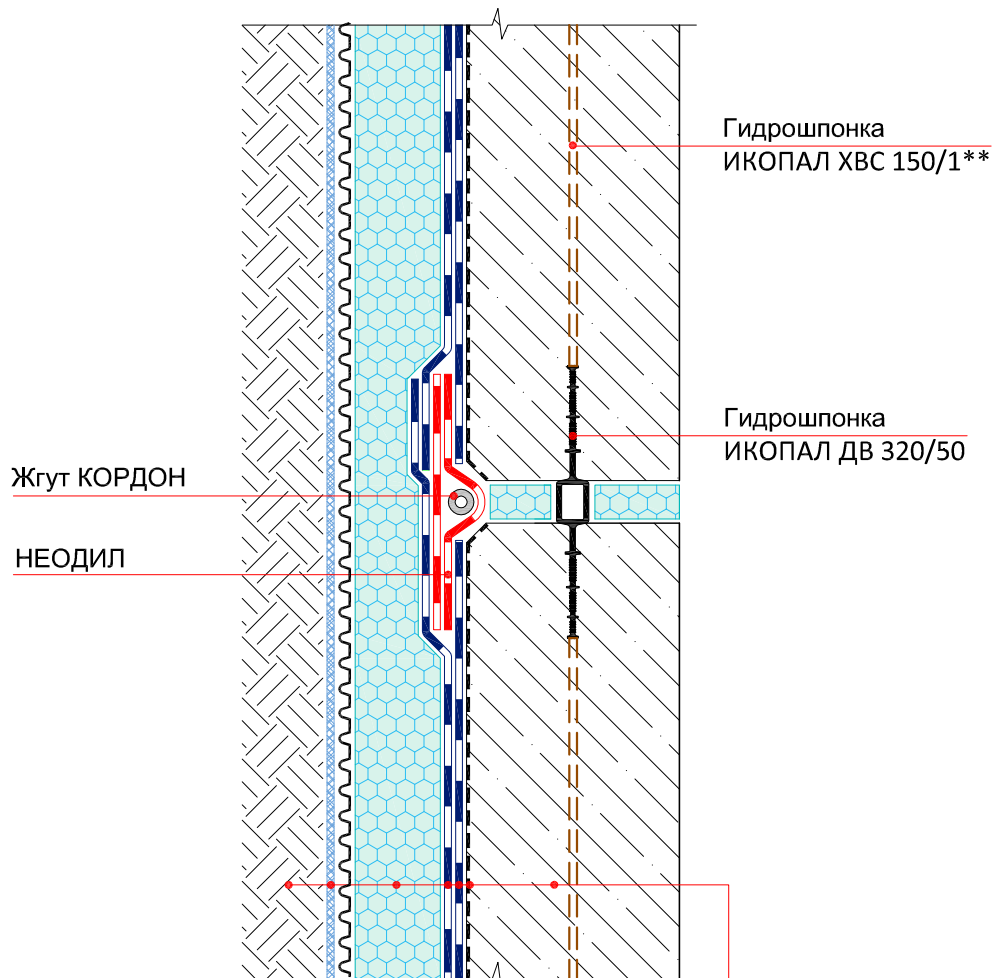 Гидрошпонка
ИКОПАЛ ХВС 150/1**
Гидрошпонка
ИКОПАЛ ДВ 320/50
Жгут КОРДОН
НЕОДИЛ